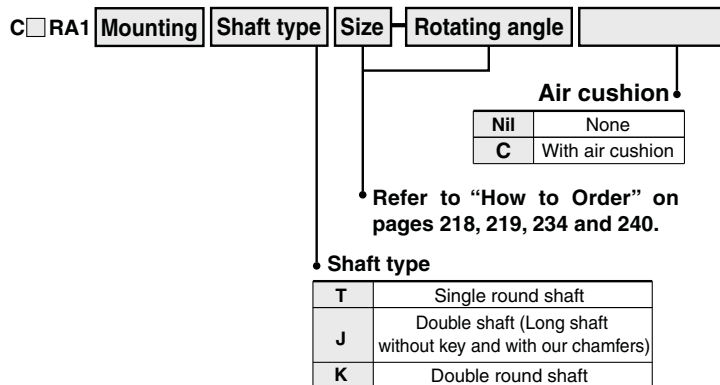 C□RA1 Mounting Shaft type Size - Rotating angle
Air cushion
Nil None
C With air cushion
Refer to “How to Order” on
pages 218, 219, 234 and 240.
Shaft type
T Single round shaft
J Double shaft (Long shaft
without key and with our chamfers)
K Double round shaft